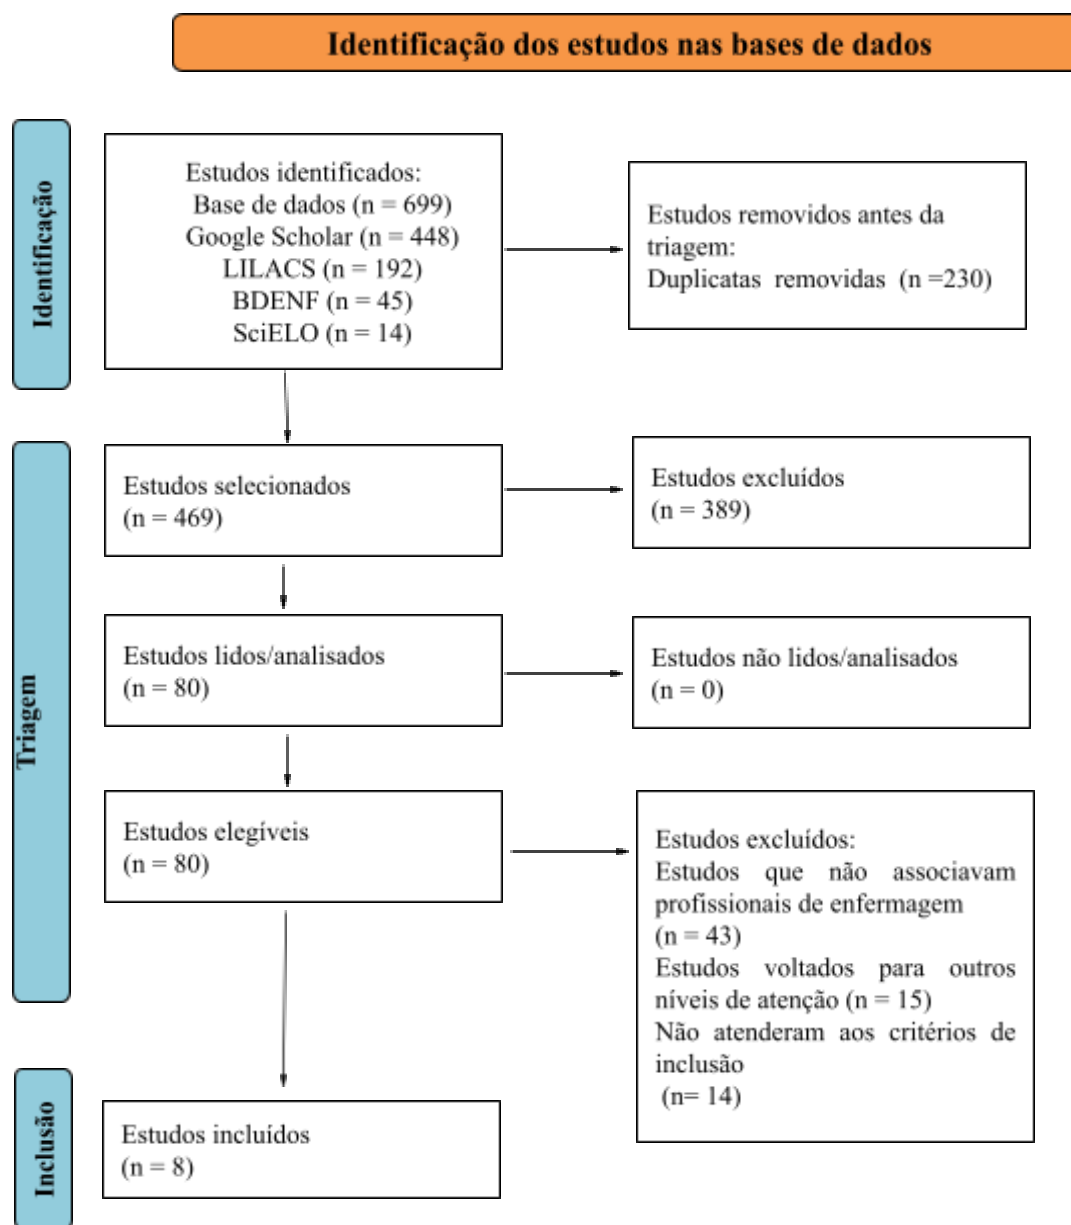 Identificação dos estudos nas bases de dados
Identificação
Estudos identificados:
Base de dados (n = 699)
Google Scholar (n = 448)
LILACS (n = 192)
BDENF (n = 45)
SciELO (n = 14)
Estudos removidos antes da
triagem:
Duplicatas removidas (n =230)
Triagem
Estudos selecionados
(n = 469)
Estudos excluídos
(n = 389)
Estudos lidos/analisados
(n = 80)
Estudos não lidos/analisados
(n = 0)
Estudos elegíveis
(n = 80)
Estudos excluídos:
Estudos que não associavam
profissionais de enfermagem
(n = 43)
Estudos voltados para outros
níveis de atenção (n = 15)
Não atenderam aos critérios de
inclusão
(n= 14)
Inclusão
Estudos incluídos
(n = 8)